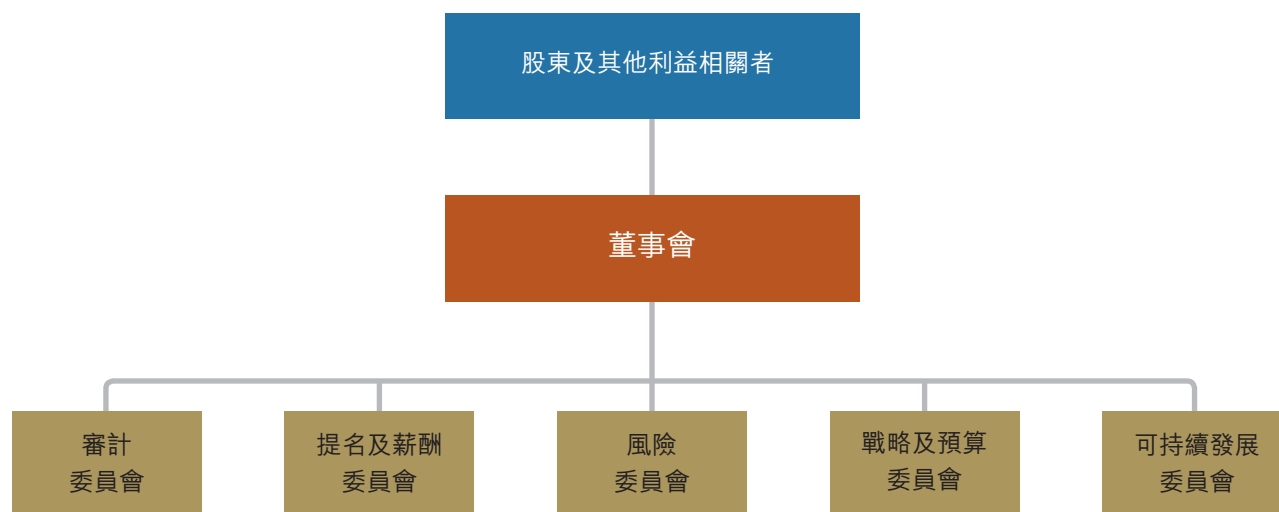 股東及其他利益相關者
董事會
審計
委員會
提名及薪酬
委員會
風險
委員會
戰略及預算
委員會
可持續發展
委員會